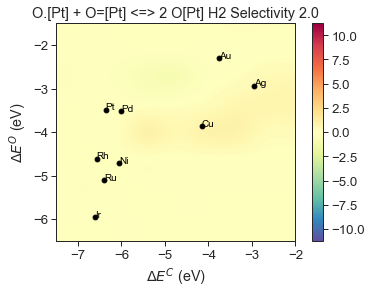 O.[Pt] + O=[Pt] <=> 2 O[Pt] H2 Selectivity 2.0
Au
Ag
Pt
Pd
Cu
Rh
Ni
Ru
Ir
−2
−3
−4
−5
−6
ΔE^O (eV)
−7
−6
−5
−4
−3
−2
ΔE^C (eV)
10.0
7.5
5.0
2.5
0.0
−2.5
−5.0
−7.5
−10.0